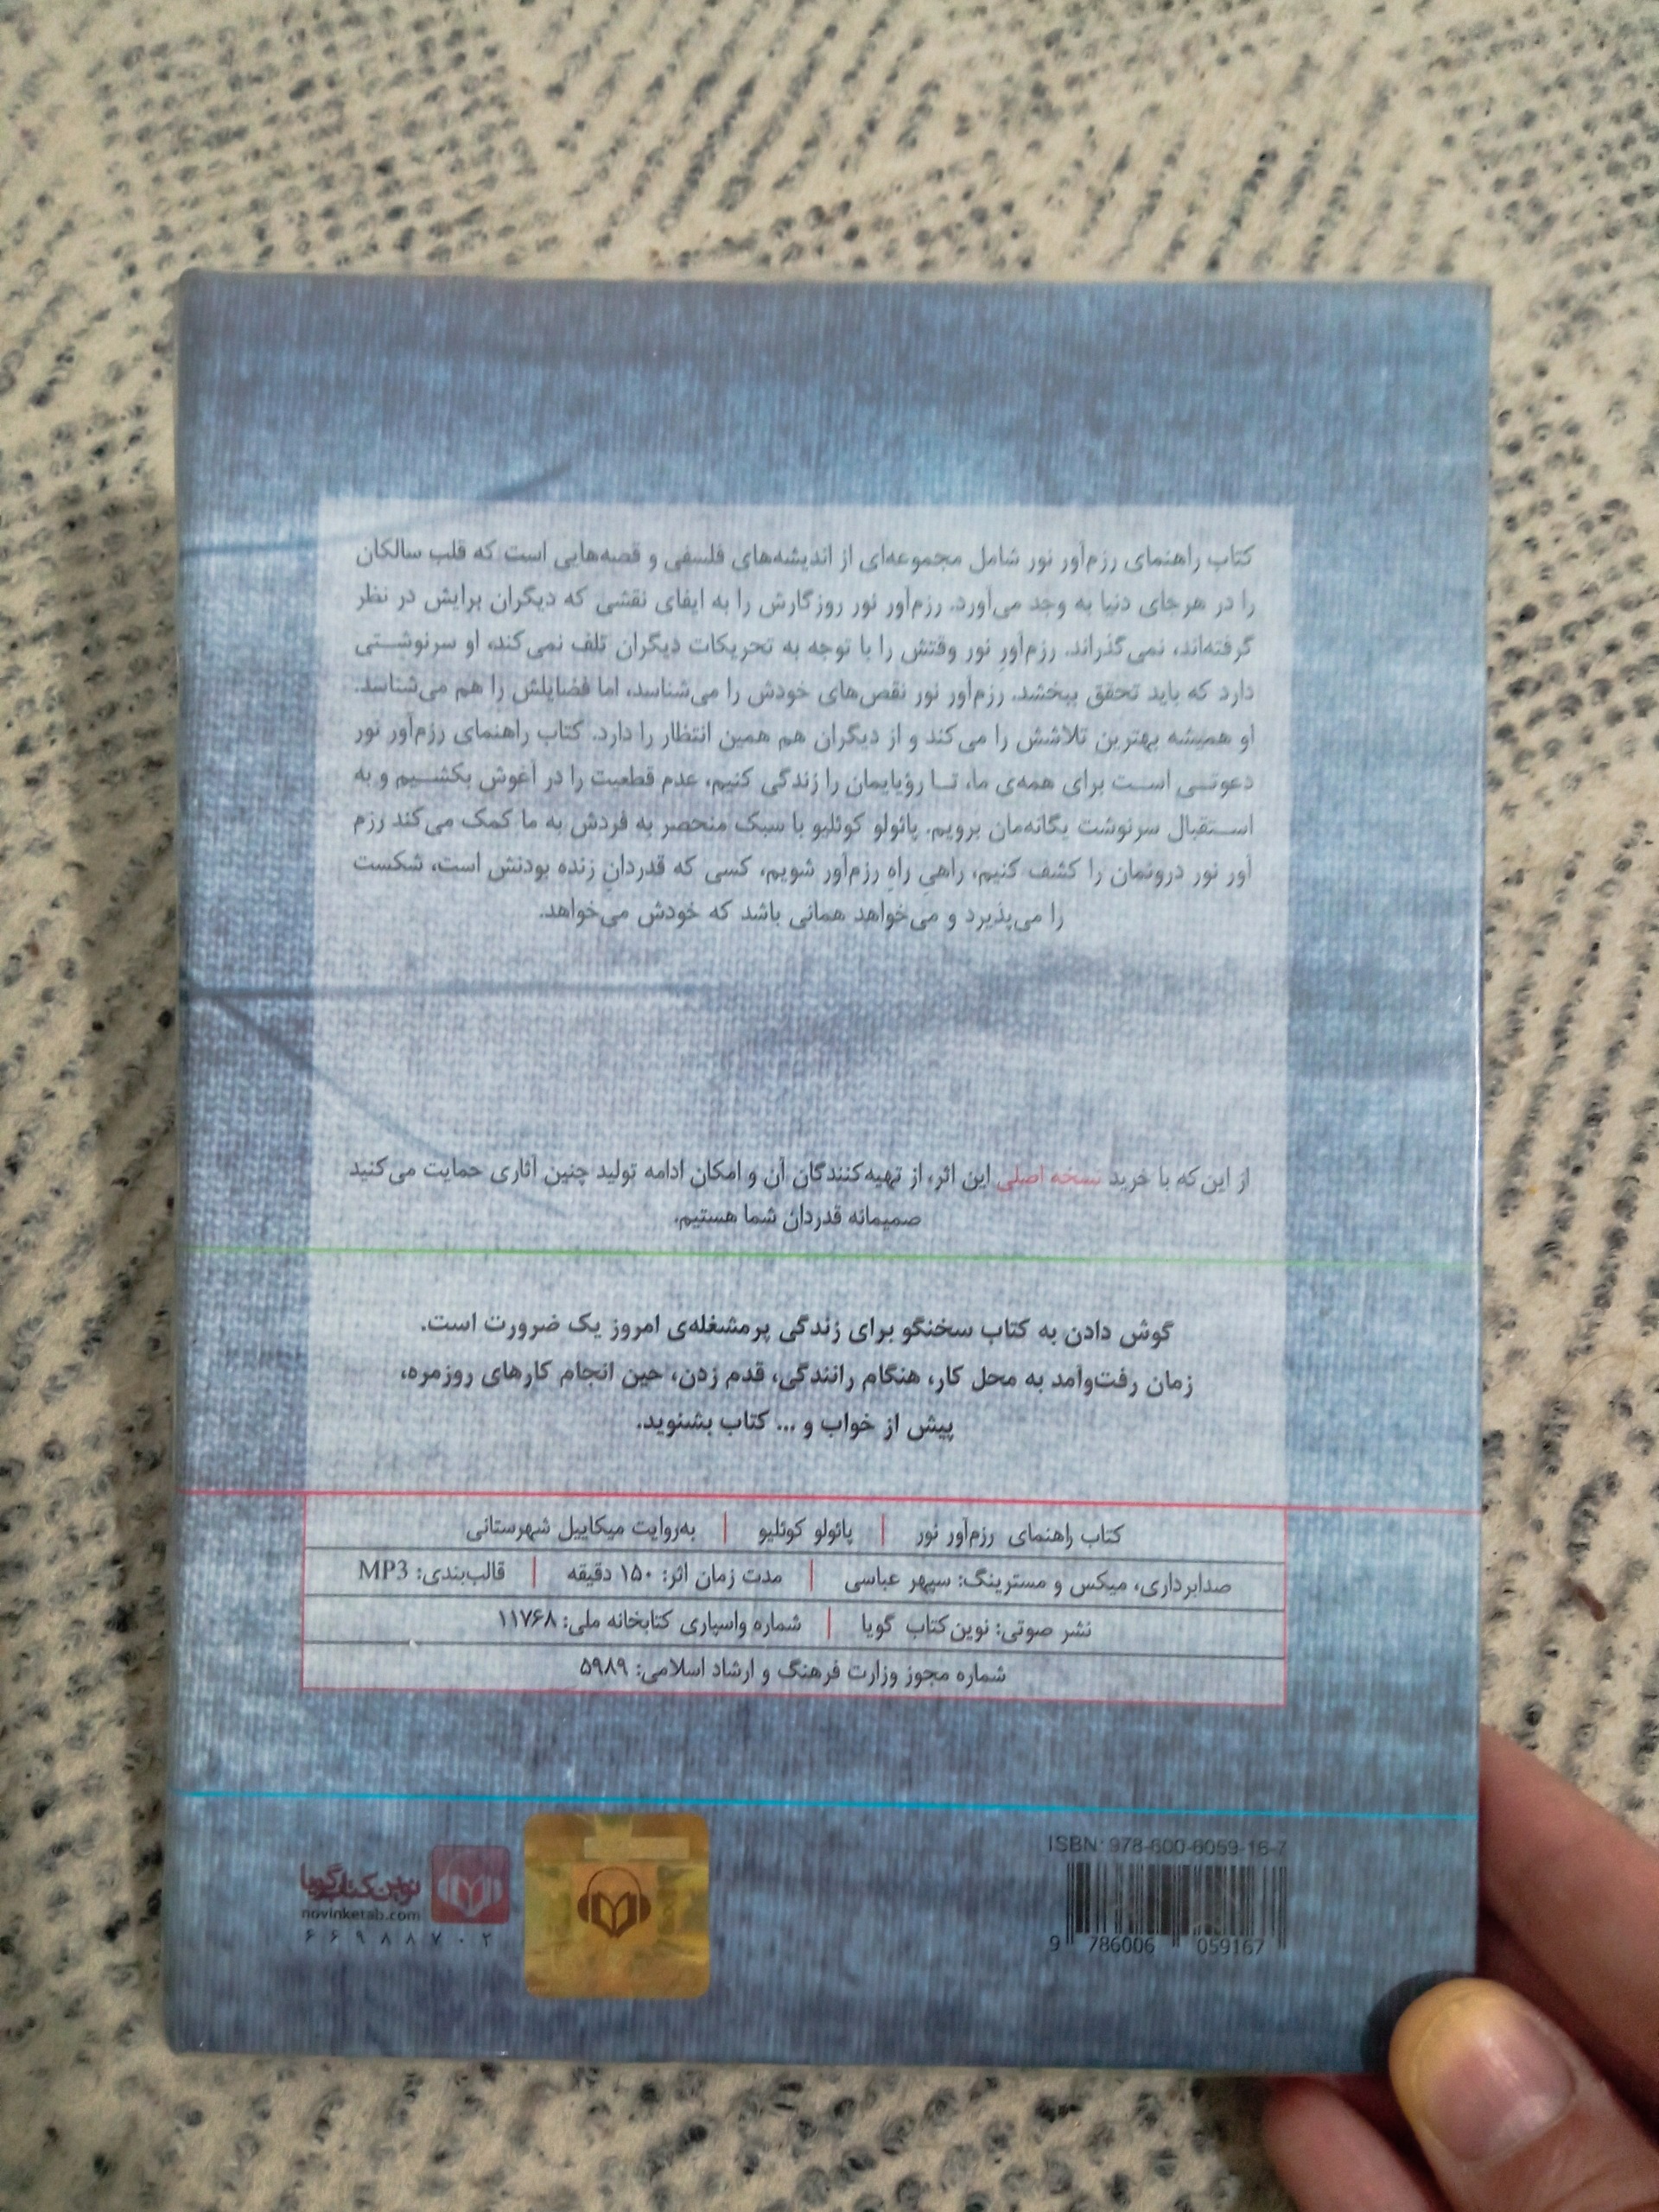 کتاب راهنمای رزم‌آور نور شامل مجموعه‌ای از اندیشه‌های فلسفی و قصه‌هایی است که قلب سالکان
را در هرجای دنیا به وجد می‌آورد. رزم‌آور نور روزگارش را به ایفای نقشی که دیگران برایش در نظر
گرفته‌اند، نمی‌گذراند. رزم‌آورِ نور وقتش را با توجه به تحریکات دیگران تلف نمی‌کند، او سرنوشتی
دارد که باید تحقق ببخشد. رزم‌آور نور نقص‌های خودش را می‌شناسد، اما فضایلش را هم می‌شناسد.
او همیشه بهترین تلاشش را می‌کند و از دیگران هم همین انتظار را دارد. کتاب راهنمای رزم‌آور نور
دعوتی است برای همه‌ی ما، تا رؤیایمان را زندگی کنیم، عدم قطعیت را در آغوش بکشیم و به
استقبال سرنوشت یگانه‌مان برویم. پائولو کوئلیو با سبک منحصر به فردش به ما کمک می‌کند رزم
آور نور درونمان را کشف کنیم، راهیِ راهِ رزم‌آور شویم، کسی که قدردانِ زنده بودنش است، شکست
را می‌پذیرد و می‌خواهد همانی باشد که خودش می‌خواهد.
از این‌که با خرید نسخه اصلی این اثر، از تهیه‌کنندگان آن و امکان ادامه تولید چنین آثاری حمایت می‌کنید
صمیمانه قدردان شما هستیم.
گوش دادن به کتاب سخنگو برای زندگی پرمشغله‌ی امروز یک ضرورت است.
زمان رفت‌وآمد به محل کار، هنگام رانندگی، قدم زدن، حین انجام کارهای روزمره،
پیش از خواب و ... کتاب بشنوید.
کتاب راهنمای رزم‌آور نور | پائولو کوئلیو | به‌روایت میکاییل شهرستانی
صدابرداری، میکس و مسترینگ: سپهر عباسی | مدت زمان اثر: ۱۵۰ دقیقه | قالب‌بندی: MP3
نشر صوتی: نوین‌کتاب گویا | شماره واسپاری کتابخانه ملی: ۱۱۷۶۸
شماره مجوز وزارت فرهنگ و ارشاد اسلامی: ۵۹۸۹
ISBN: 978-600-6059-16-7
9 786006 059167
نوین‌کتاب‌گویا
novinketab.com
۶۶۹۸۸۷۰۲